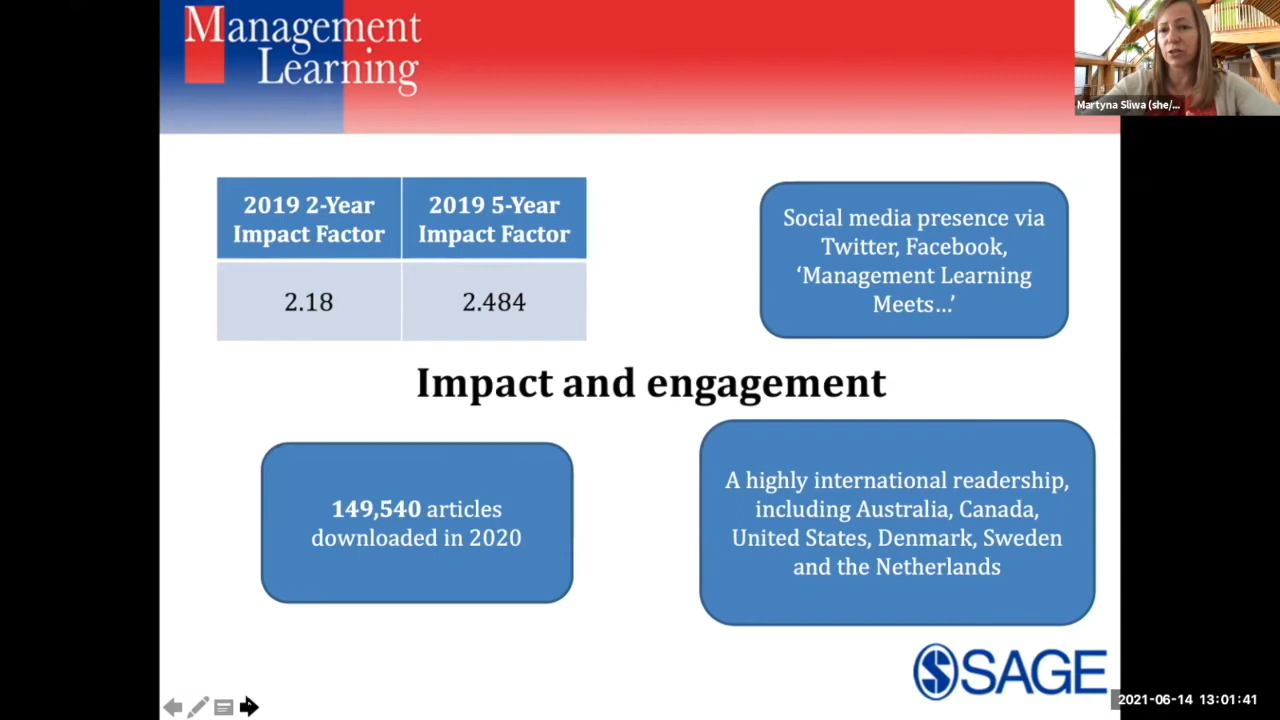 Management
Learning
Martyna Sliwa (she/...
2019 2-Year
Impact Factor
2019 5-Year
Impact Factor
2.18
2.484
Social media presence via
Twitter, Facebook,
‘Management Learning
Meets…’
Impact and engagement
149,540 articles
downloaded in 2020
A highly international readership,
including Australia, Canada,
United States, Denmark, Sweden
and the Netherlands
SAGE
2021-06-14 13:01:41